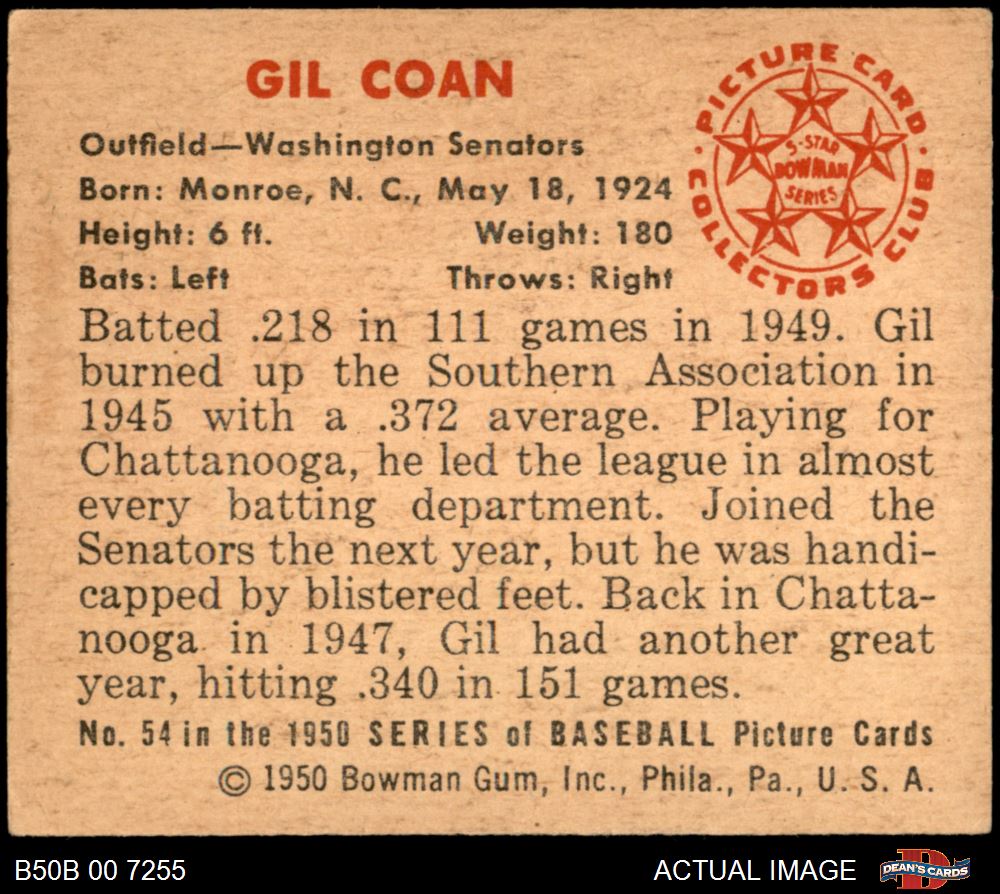 GIL COAN
Outfield—Washington Senators
Born: Monroe, N. C., May 18, 1924
Height: 6 ft. Weight: 180
Bats: Left Throws: Right
PICTURE CARD
COLLECTORS CLUB
5-STAR
BOWMAN
SERIES
Batted .218 in 111 games in 1949. Gil
burned up the Southern Association in
1945 with a .372 average. Playing for
Chattanooga, he led the league in almost
every batting department. Joined the
Senators the next year, but he was handi-
capped by blistered feet. Back in Chatta-
nooga in 1947, Gil had another great
year, hitting .340 in 151 games.
No. 54 in the 1950 SERIES of BASEBALL Picture Cards
© 1950 Bowman Gum, Inc., Phila., Pa., U. S. A.
B50B 00 7255
ACTUAL IMAGE
DEAN'S CARDS